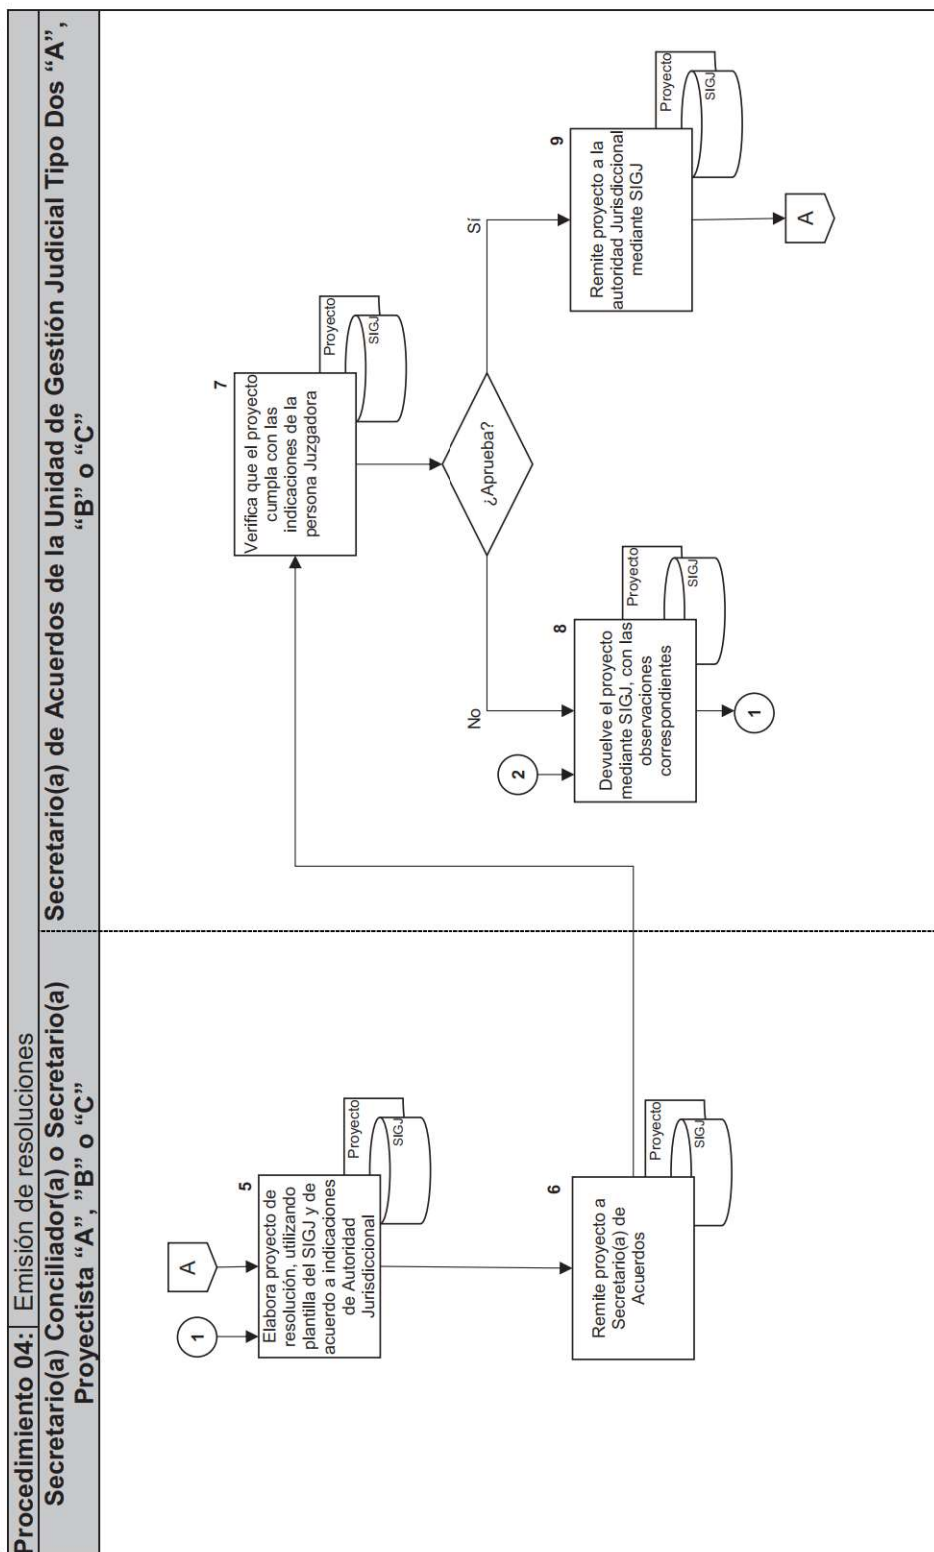 Procedimiento 04: Emisión de resoluciones
Secretario(a) Conciliador(a) o Secretario(a)
Proyectista “A”, ”B” o “C”
Secretario(a) de Acuerdos de la Unidad de Gestión Judicial Tipo Dos “A”,
“B” o “C”
1
A
5
Elabora proyecto de
resolución, utilizando
plantilla del SIGJ y de
acuerdo a indicaciones
de Autoridad
Jurisdiccional
Proyecto
SIGJ
6
Remite proyecto a
Secretario(a) de
Acuerdos
Proyecto
SIGJ
7
Verifica que el proyecto
cumpla con las
indicaciones de la
persona Juzgadora
Proyecto
SIGJ
¿Aprueba?
No
Sí
2
8
Devuelve el proyecto
mediante SIGJ, con las
observaciones
correspondientes
Proyecto
SIGJ
1
9
Remite proyecto a la
autoridad Jurisdiccional
mediante SIGJ
Proyecto
SIGJ
A